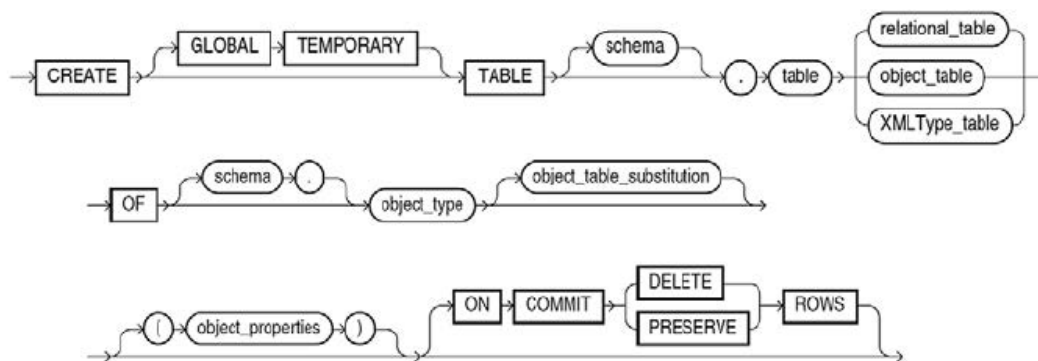 GLOBAL TEMPORARY schema relational_table
CREATE TABLE . table object_table
XMLType_table
schema . object_table_substitution
OF object_type
ON COMMIT DELETE ROWS
( object_properties ) PRESERVE